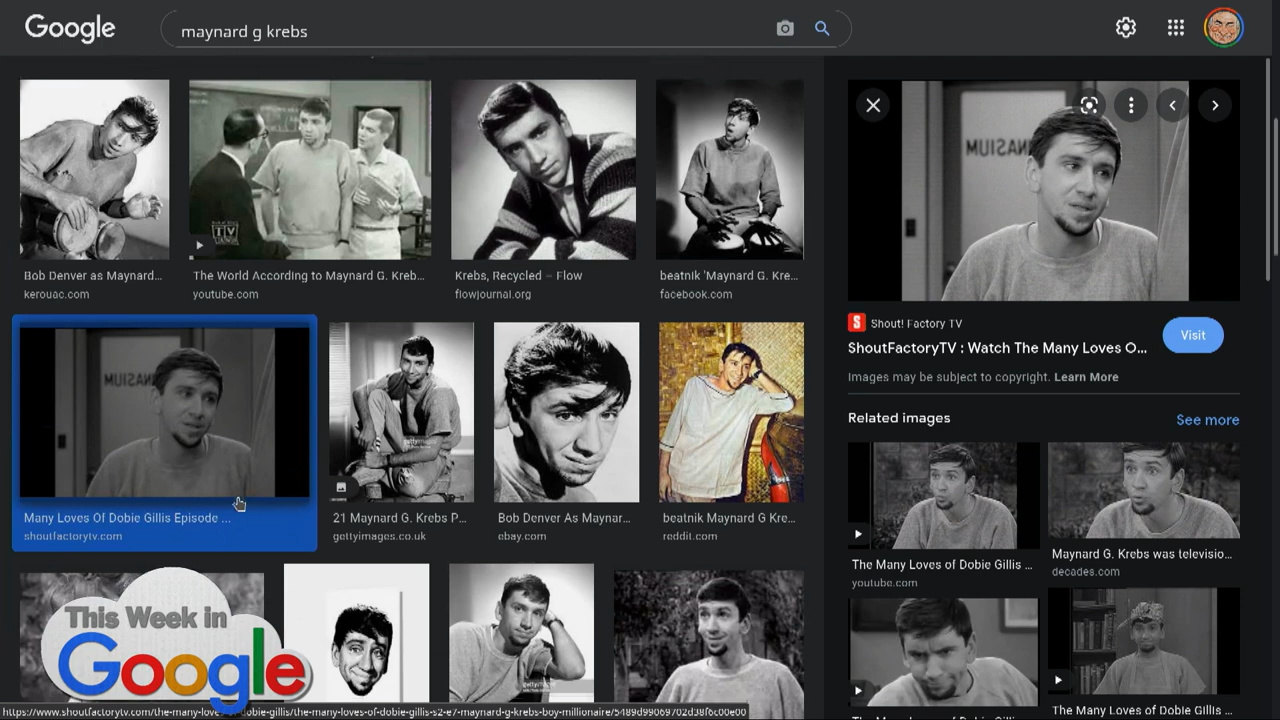 Google
maynard g krebs
MUISAN
Bob Denver as Maynard...
kerouac.com
The World According to Maynard G. Kreb...
youtube.com
Krebs, Recycled – Flow
flowjournal.org
beatnik 'Maynard G. Kre...
facebook.com
Shout! Factory TV
ShoutFactoryTV : Watch The Many Loves O...
Visit
Images may be subject to copyright. Learn More
Related images
See more
Many Loves Of Dobie Gillis Episode ...
shoutfactorytv.com
21 Maynard G. Krebs P...
gettyimages.co.uk
Bob Denver As Maynar...
ebay.com
beatnik Maynard G Kre...
reddit.com
The Many Loves of Dobie Gillis ...
youtube.com
Maynard G. Krebs was televisio...
decades.com
This Week in
Google
The Many Loves of Dobie Gillis ...